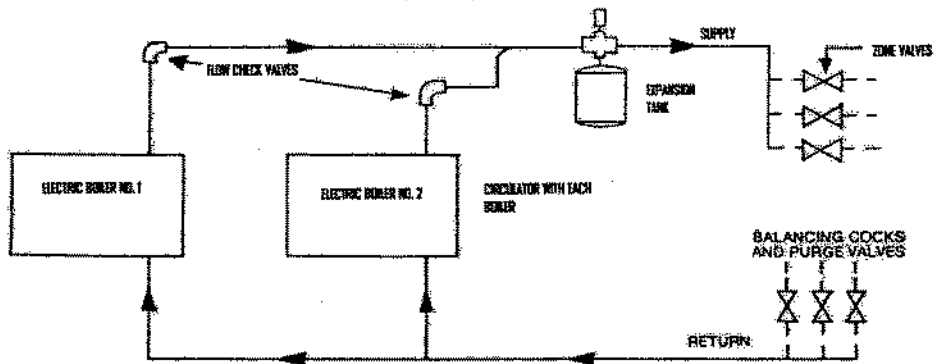 SUPPLY
ZONE VALVES
FLOW CHECK VALVES
EXPANSION
TANK
ELECTRIC BOILER NO. 1
ELECTRIC BOILER NO. 2
CIRCULATOR WITH EACH
BOILER
BALANCING COCKS
AND PURGE VALVES
RETURN